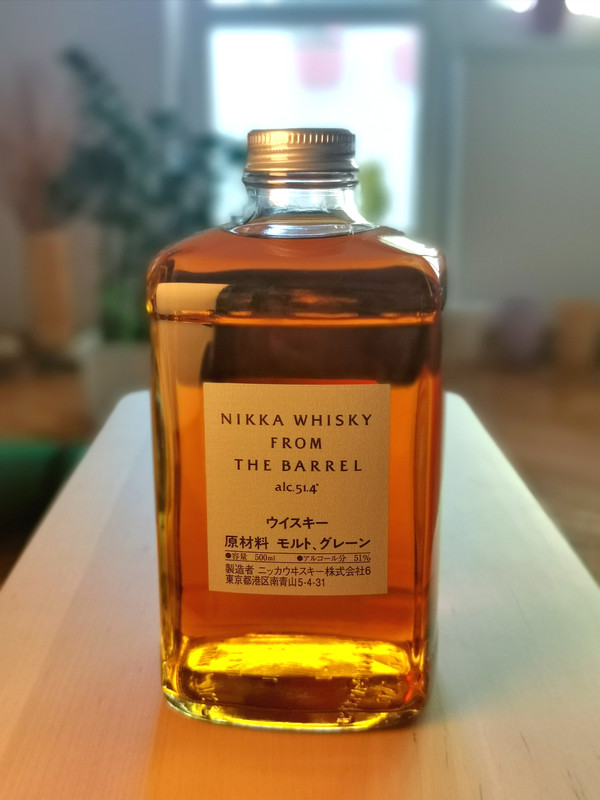 NIKKA WHISKY
FROM
THE BARREL
alc.51.4°
ウイスキー
原材料 モルト、グレーン
●容量 500ml ●アルコール分 51%
製造者 ニッカウヰスキー株式会社6
東京都港区南青山5-4-31